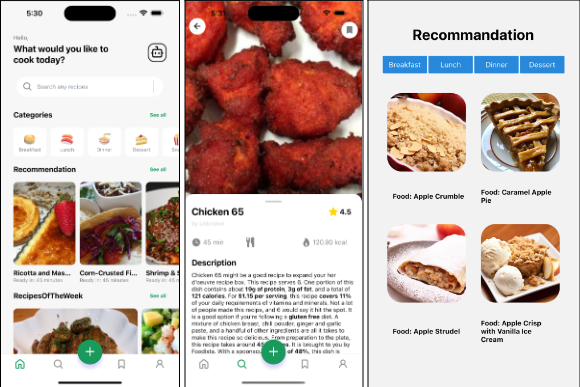 5:30
Hello,
What would you like to
cook today?
Search any recipes
Categories
See all
Breakfast
Lunch
Dinner
Dessert
Recommendation
See all
Ricotta and Mas...
Ready in: 45 minutes
Corn-Crusted Fi...
Ready in: 45 minutes
Shrimp & S
Ready in: 45
RecipesOfTheWeek
See all
Chicken 65
4.5
45 min
120.80 kcal
Description
Chicken 65 might be a good recipe to expand your hor
d'oeuvre recipe box. This recipe serves 6. One portion of this
dish contains about 19g of protein, 3g of fat, and a total of
121 calories. For $1.15 per serving, this recipe covers 11%
of your daily requirements of vitamins and minerals. Not a lot
of people made this recipe, and 6 would say it hit the spot. It
is a good option if you're following a gluten free diet. A
mixture of chicken breast, chili powder, ginger and garlic
paste, and a handful of other ingredients are all it takes to
make this recipe so delicious. From preparation to the plate,
this recipe takes around 45
It is brought to you by
Foodista. With a spoonacular
of 48%, this dish is
Recommandation
Breakfast
Lunch
Dinner
Dessert
Food: Apple Crumble
Food: Caramel Apple
Pie
Food: Apple Strudel
Food: Apple Crisp
with Vanilla Ice
Cream